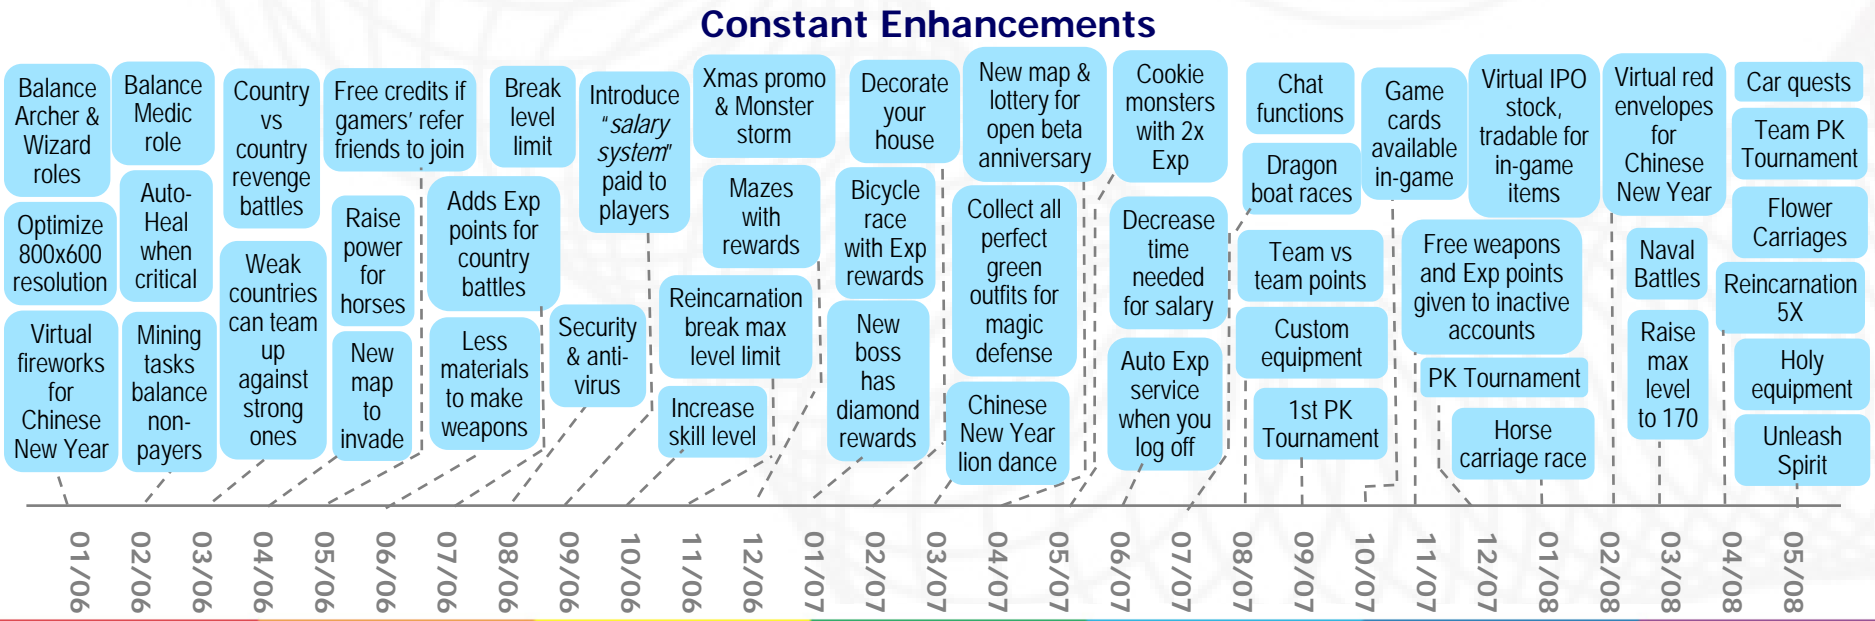 Constant Enhancements
Balance
Archer &
Wizard
roles
Optimize
800x600
resolution
Virtual
fireworks
for
Chinese
New Year
Balance
Medic
role
Auto-
Heal
when
critical
Mining
tasks
balance
non-
payers
Country
vs
country
revenge
battles
Weak
countries
can team
up
against
strong
ones
Free credits if
gamers' refer
friends to join
Raise
power
for
horses
New
map
to
invade
Adds Exp
points for
country
battles
Less
materials
to make
weapons
Break
level
limit
Security
& anti-
virus
Introduce
"salary
system"
paid to
players
Xmas promo
& Monster
storm
Mazes
with
rewards
Reincarnation
break max
level limit
Increase
skill level
Decorate
your
house
Bicycle
race
with Exp
rewards
New
boss
has
diamond
rewards
New map &
lottery for
open beta
anniversary
Collect all
perfect
green
outfits for
magic
defense
Chinese
New Year
lion dance
Cookie
monsters
with 2x
Exp
Decrease
time
needed
for salary
Auto Exp
service
when you
log off
Chat
functions
Dragon
boat races
Team vs
team points
Custom
equipment
1st PK
Tournament
Game
cards
available
in-game
Virtual IPO
stock,
tradable for
in-game
items
Free weapons
and Exp points
given to inactive
accounts
PK Tournament
Horse
carriage race
Virtual red
envelopes
for
Chinese
New Year
Naval
Battles
Raise
max
level
to 170
Car quests
Team PK
Tournament
Flower
Carriages
Reincarnation
5X
Holy
equipment
Unleash
Spirit
01/06
02/06
03/06
04/06
05/06
06/06
07/06
08/06
09/06
10/06
11/06
12/06
01/07
02/07
03/07
04/07
05/07
06/07
07/07
08/07
09/07
10/07
11/07
12/07
01/08
02/08
03/08
04/08
05/08